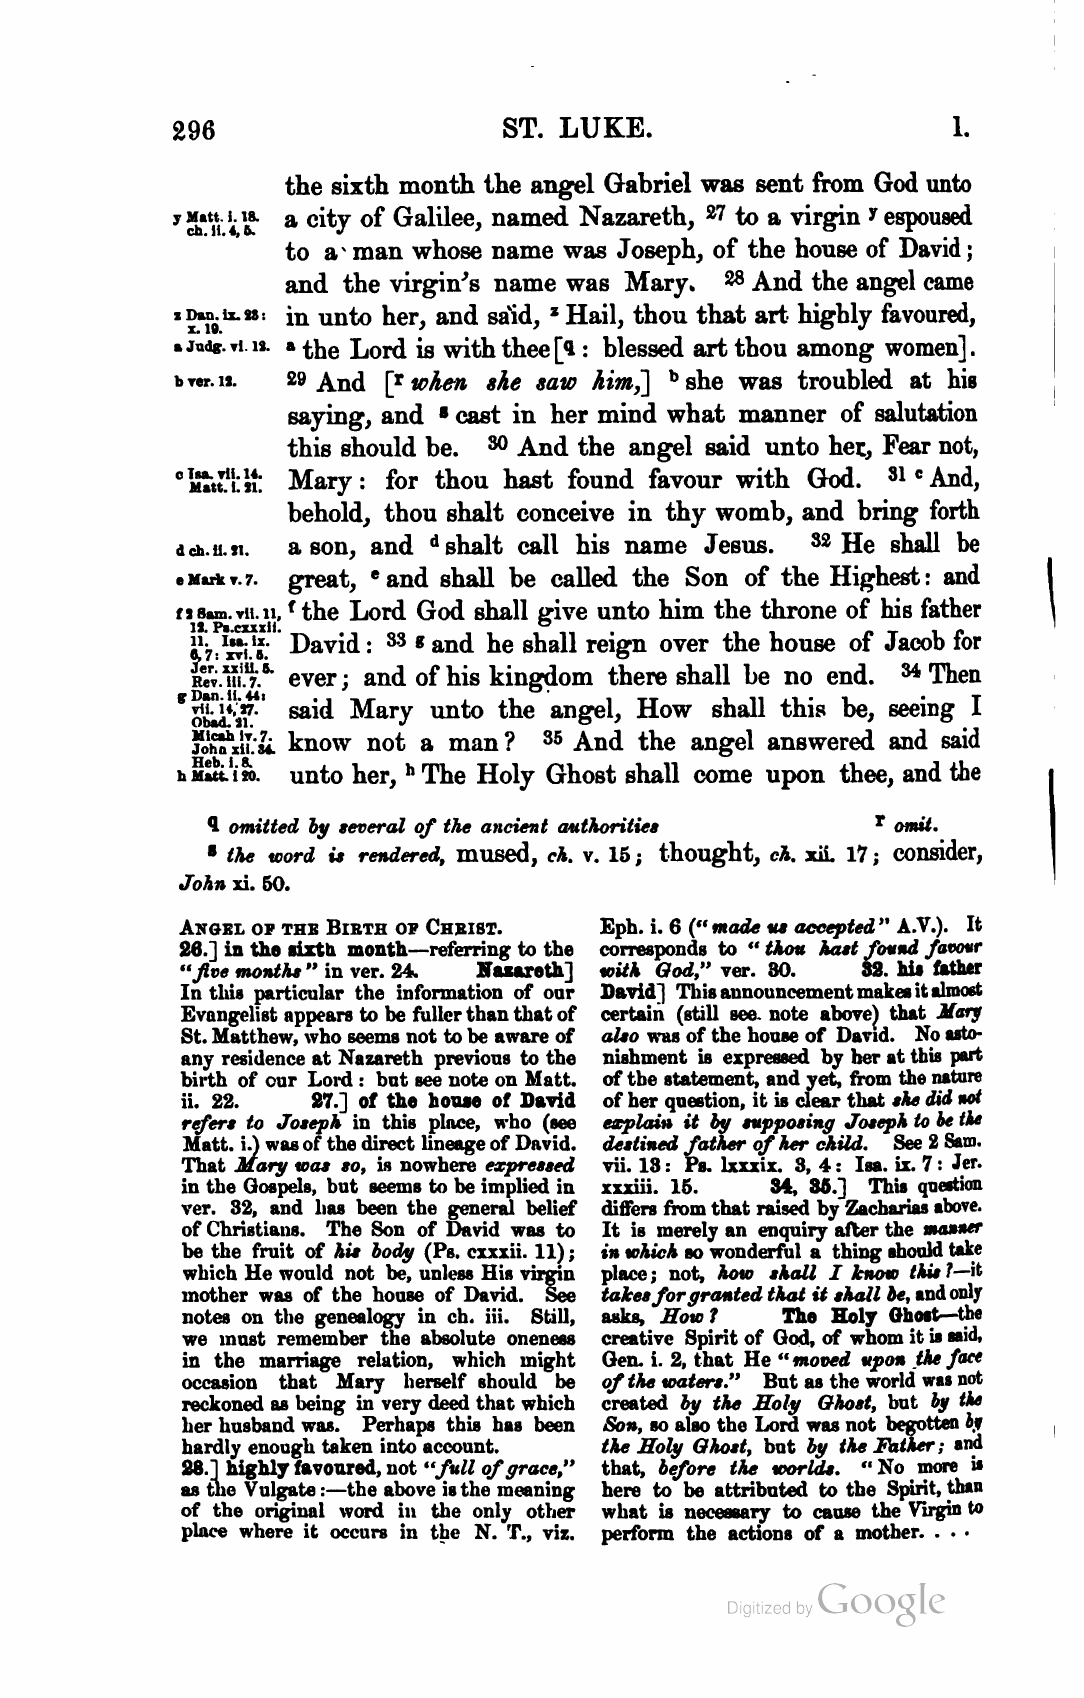 296 ST. LUKE. 1.
the sixth month the angel Gabriel was sent from God unto
y Matt. i. 18. a city of Galilee, named Nazareth, 27 to a virgin y espoused
ch. ii. 4, 5.
to a man whose name was Joseph, of the house of David;
and the virgin's name was Mary. 28 And the angel came
z Dan. ix. 23: in unto her, and said, z Hail, thou that art highly favoured,
x. 19.
a Judg. vi. 12. a the Lord is with thee [q : blessed art thou among women].
b ver. 12. 29 And [r when she saw him,] b she was troubled at his
saying, and s cast in her mind what manner of salutation
this should be. 30 And the angel said unto her, Fear not,
c Isa. vii. 14. Mary: for thou hast found favour with God. 31 c And,
Matt. i. 21.
behold, thou shalt conceive in thy womb, and bring forth
d ch. ii. 21. a son, and d shalt call his name Jesus. 32 He shall be
e Mark v. 7. great, e and shall be called the Son of the Highest: and
f 2 Sam. vii. 11, f the Lord God shall give unto him the throne of his father
12. Ps. cxxxii.
11. Isa. ix. David: 33 g and he shall reign over the house of Jacob for
6, 7: xvi. 5.
Jer. xxiii. 5. ever; and of his kingdom there shall be no end. 34 Then
Rev. iii. 7.
g Dan. ii. 44:
vii. 14, 27. said Mary unto the angel, How shall this be, seeing I
Obad. 21.
Micah iv. 7. know not a man? 35 And the angel answered and said
John xii. 34.
Heb. i. 8.
h Matt. i 20. unto her, h The Holy Ghost shall come upon thee, and the
q omitted by several of the ancient authorities r omit.
s the word is rendered, mused, ch. v. 15; thought, ch. xii. 17; consider,
John xi. 50.
ANGEL OF THE BIRTH OF CHRIST.
26.] in the sixth month—referring to the
"five months" in ver. 24. Nazareth]
In this particular the information of our
Evangelist appears to be fuller than that of
St. Matthew, who seems not to be aware of
any residence at Nazareth previous to the
birth of our Lord: but see note on Matt.
ii. 22. 27.] of the house of David
refers to Joseph in this place, who (see
Matt. i.) was of the direct lineage of David.
That Mary was so, is nowhere expressed
in the Gospels, but seems to be implied in
ver. 32, and has been the general belief
of Christians. The Son of David was to
be the fruit of his body (Ps. cxxxii. 11);
which He would not be, unless His virgin
mother was of the house of David. See
notes on the genealogy in ch. iii. Still,
we must remember the absolute oneness
in the marriage relation, which might
occasion that Mary herself should be
reckoned as being in very deed that which
her husband was. Perhaps this has been
hardly enough taken into account.
28.] highly favoured, not "full of grace,"
as the Vulgate:—the above is the meaning
of the original word in the only other
place where it occurs in the N. T., viz.
Eph. i. 6 ("made us accepted" A.V.). It
corresponds to "thou hast found favour
with God," ver. 30. 32. his father
David] This announcement makes it almost
certain (still see note above) that Mary
also was of the house of David. No asto-
nishment is expressed by her at this part
of the statement, and yet, from the nature
of her question, it is clear that she did not
explain it by supposing Joseph to be the
destined father of her child. See 2 Sam.
vii. 13: Ps. lxxxix. 3, 4: Isa. ix. 7: Jer.
xxxiii. 15. 34, 35.] This question
differs from that raised by Zacharias above.
It is merely an enquiry after the manner
in which so wonderful a thing should take
place; not, how shall I know this?—it
takes for granted that it shall be, and only
asks, How? The Holy Ghost—the
creative Spirit of God, of whom it is said,
Gen. i. 2, that He "moved upon the face
of the waters." But as the world was not
created by the Holy Ghost, but by the
Son, so also the Lord was not begotten by
the Holy Ghost, but by the Father; and
that, before the worlds. "No more is
here to be attributed to the Spirit, than
what is necessary to cause the Virgin to
perform the actions of a mother. . . .
Digitized by Google